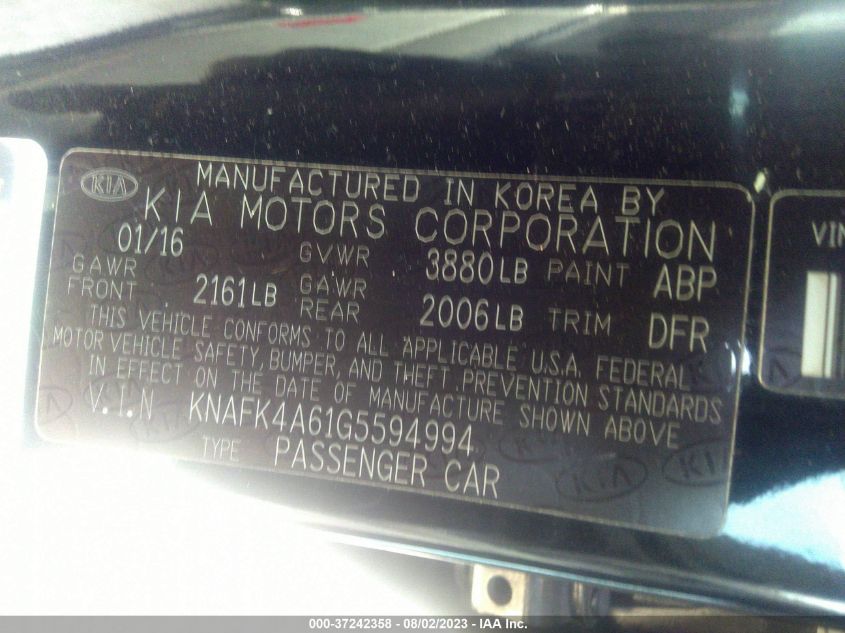 KIA MANUFACTURED IN KOREA BY
KIA MOTORS CORPORATION
01/16 GVWR 3880LB PAINT ABP
GAWR FRONT 2161LB GAWR REAR 2006LB TRIM DFR
THIS VEHICLE CONFORMS TO ALL APPLICABLE U.S.A. FEDERAL
MOTOR VEHICLE SAFETY, BUMPER, AND THEFT PREVENTION STANDARDS
IN EFFECT ON THE DATE OF MANUFACTURE SHOWN ABOVE
V.I.N KNAFK4A61G5594994
TYPE PASSENGER CAR
KIA
VIN
000-37242358 - 08/02/2023 - IAA Inc.